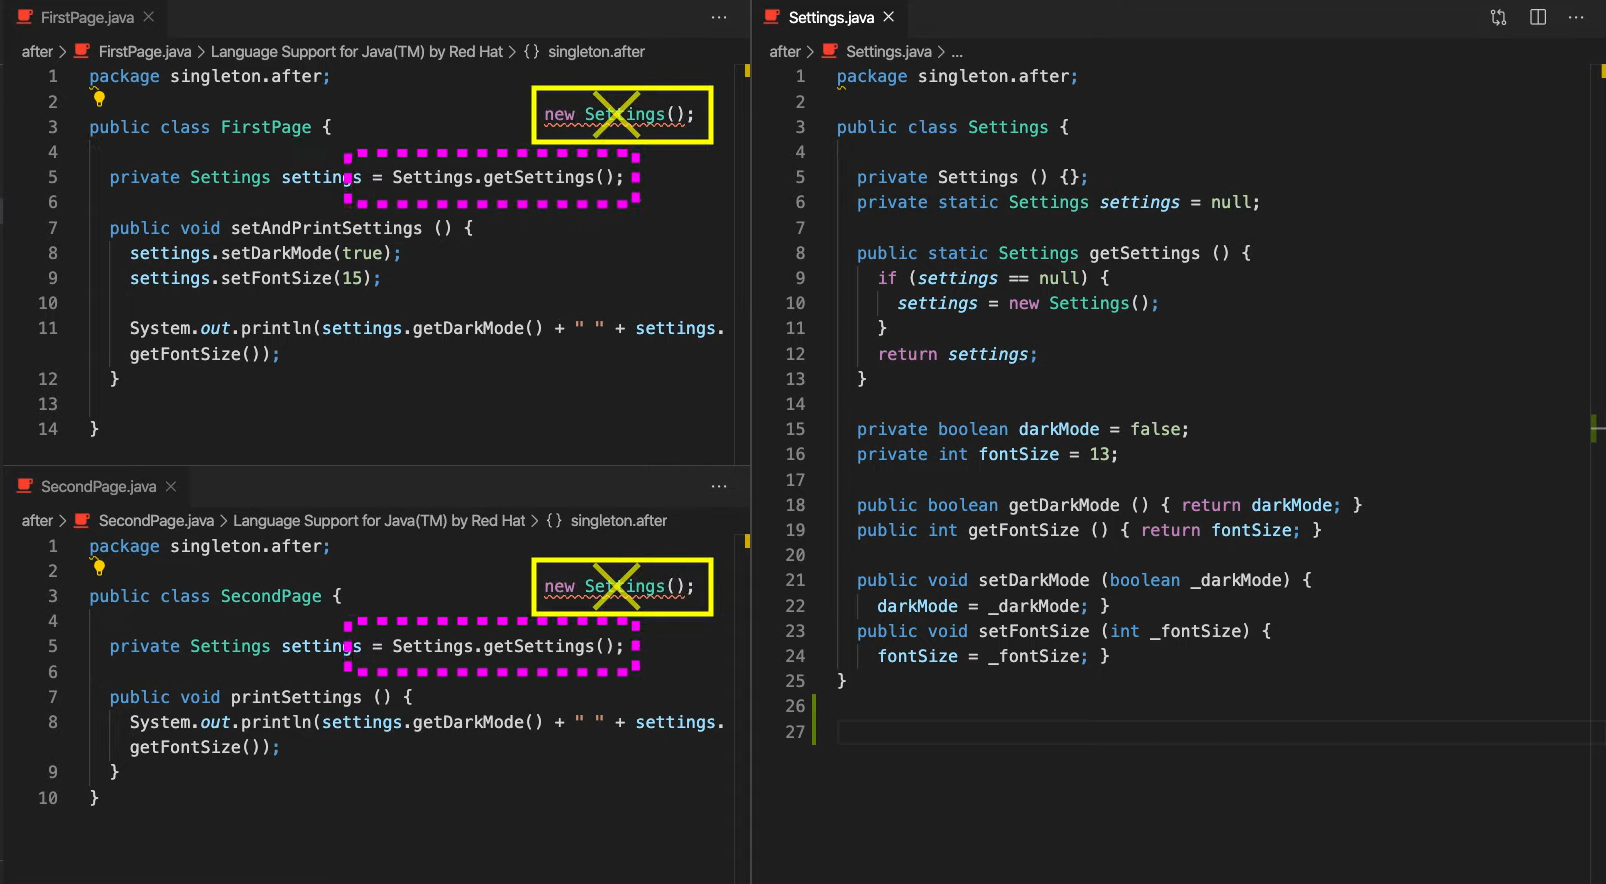 FirstPage.java
after > FirstPage.java > Language Support for Java(TM) by Red Hat > {} singleton.after
1 package singleton.after;
2
new Settings();
3 public class FirstPage {
4
5 private Settings settings = Settings.getSettings();
6
7 public void setAndPrintSettings () {
8 settings.setDarkMode(true);
9 settings.setFontSize(15);
10
11 System.out.println(settings.getDarkMode() + " " + settings.
getFontSize());
12 }
13
14 }
SecondPage.java
after > SecondPage.java > Language Support for Java(TM) by Red Hat > {} singleton.after
1 package singleton.after;
2
new Settings();
3 public class SecondPage {
4
5 private Settings settings = Settings.getSettings();
6
7 public void printSettings () {
8 System.out.println(settings.getDarkMode() + " " + settings.
getFontSize());
9 }
10 }
Settings.java
after > Settings.java > ...
1 package singleton.after;
2
3 public class Settings {
4
5 private Settings () {};
6 private static Settings settings = null;
7
8 public static Settings getSettings () {
9 if (settings == null) {
10 settings = new Settings();
11 }
12 return settings;
13 }
14
15 private boolean darkMode = false;
16 private int fontSize = 13;
17
18 public boolean getDarkMode () { return darkMode; }
19 public int getFontSize () { return fontSize; }
20
21 public void setDarkMode (boolean _darkMode) {
22 darkMode = _darkMode; }
23 public void setFontSize (int _fontSize) {
24 fontSize = _fontSize; }
25 }
26
27